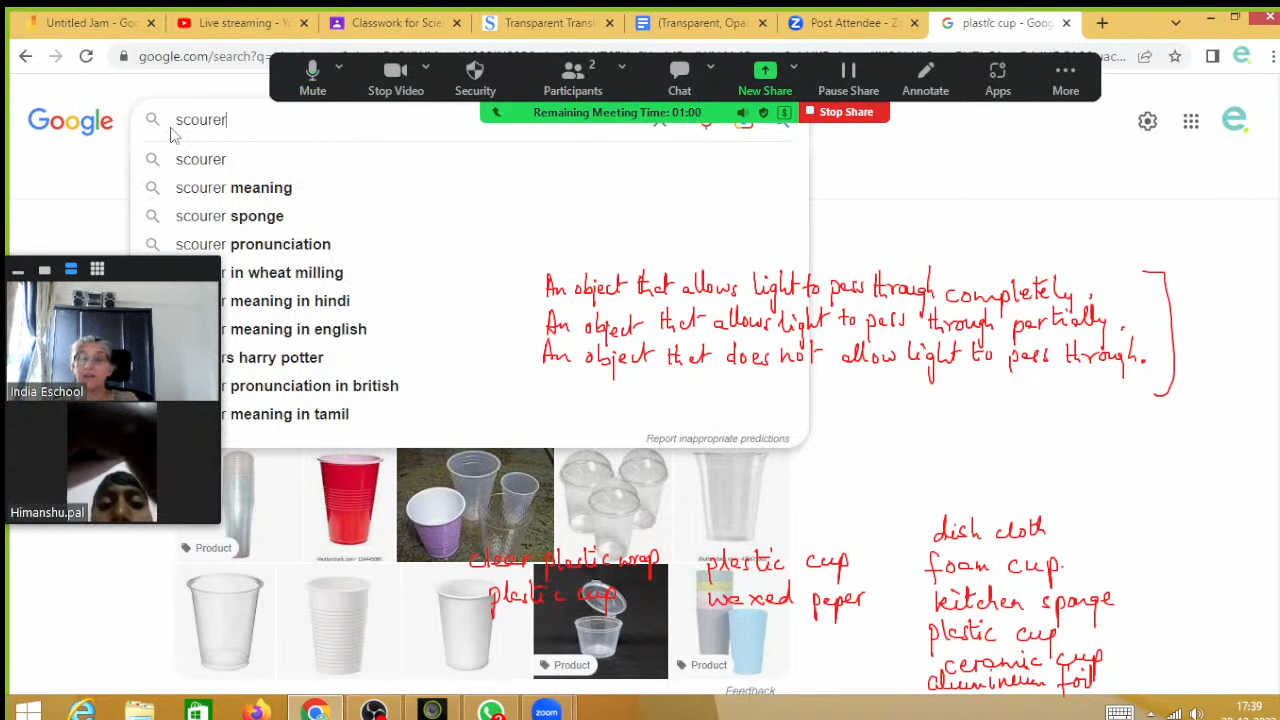 Untitled Jam - G
Live streaming - Yo
Classwork for Scie
Transparent Transl
(Transparent, Opa
Post Attendee - Zo
plastic cup - Goog
google.com/search?q=
Mute
Stop Video
Security
2
Participants
Chat
New Share
Pause Share
Annotate
Apps
More
Remaining Meeting Time: 01:00
Stop Share
Google
scourer
scourer
scourer meaning
scourer sponge
scourer pronunciation
in wheat milling
meaning in hindi
meaning in english
s harry potter
pronunciation in british
meaning in tamil
Report inappropriate predictions
India Eschool
Himanshu.pal
An object that allows light to pass through completely.
An object that allows light to pass through partially.
An object that does not allow light to pass through.
Product
clear plastic wrap
plastic cup
plastic cup
waxed paper
dish cloth
foam cup.
kitchen sponge
plastic cup
ceramic cup
aluminium foil
Product
Product
Feedback
zoom
17:39